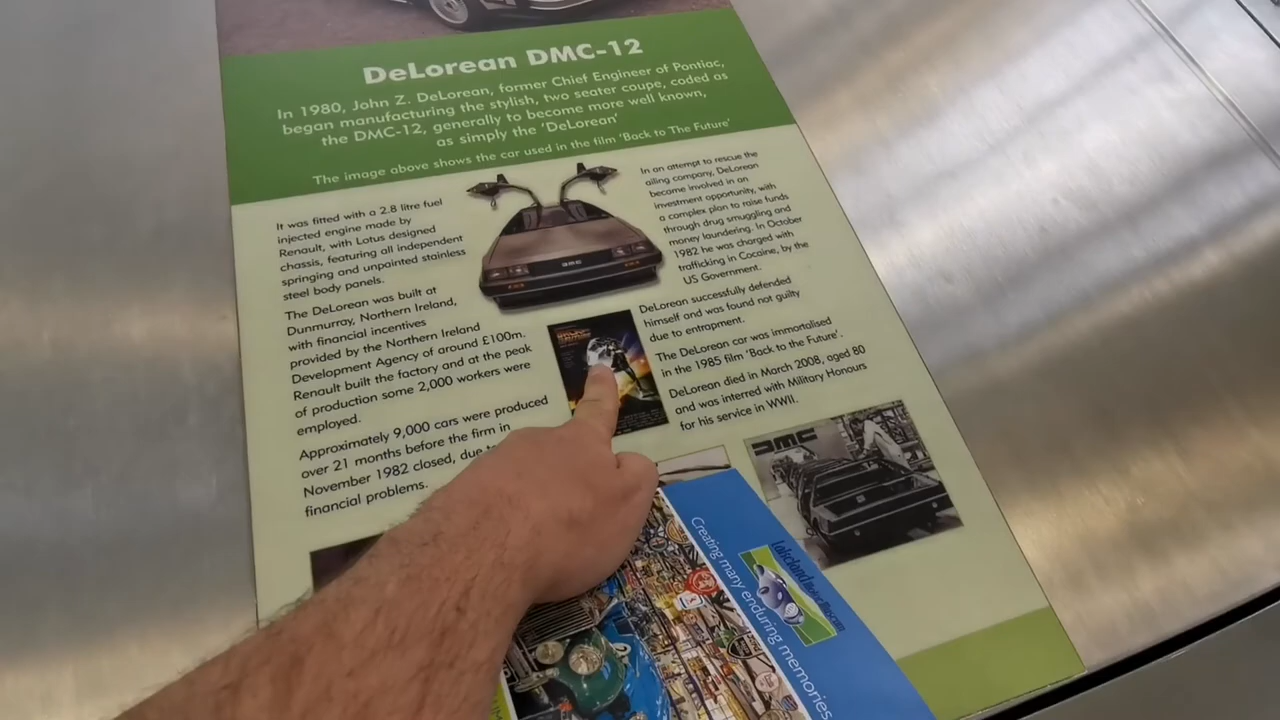 DeLorean DMC-12
In 1980, John Z. DeLorean, former Chief Engineer of Pontiac,
began manufacturing the stylish, two seater coupe, coded as
the DMC-12, generally to become more well known,
as simply the 'DeLorean'
The image above shows the car used in the film 'Back to The Future'
It was fitted with a 2.8 litre fuel
injected engine made by
Renault, with Lotus designed
chassis, featuring all independent
springing and unpainted stainless
steel body panels.
The DeLorean was built at
Dunmurray, Northern Ireland,
with financial incentives
provided by the Northern Ireland
Development Agency of around £100m.
Renault built the factory and at the peak
of production some 2,000 workers were
employed.
Approximately 9,000 cars were produced
over 21 months before the firm in
November 1982 closed, due
financial problems.
DMC
In an attempt to rescue the
ailing company, DeLorean
became involved in an
investment opportunity, with
a complex plan to raise funds
through drug smuggling and
money laundering. In October
1982 he was charged with
trafficking in Cocaine, by the
US Government.
DeLorean successfully defended
himself and was found not guilty
due to entrapment.
The DeLorean car was immortalised
in the 1985 film 'Back to the Future'.
DeLorean died in March 2008, aged 80
and was interred with Military Honours
for his service in WWII.
DMC
Lakeland Motor Museum
Creating many enduring memories